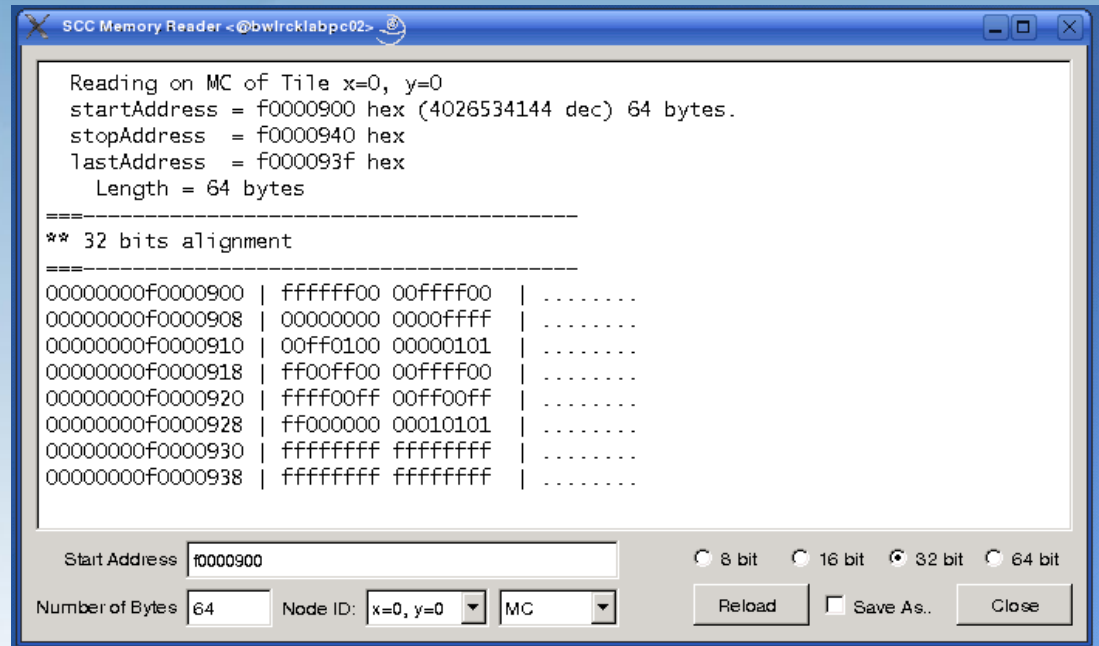 SCC Memory Reader <@bwlrcklabpc02>
Reading on MC of Tile x=0, y=0
startAddress = f0000900 hex (4026534144 dec) 64 bytes.
stopAddress  = f0000940 hex
lastAddress  = f000093f hex
Length = 64 bytes
===----------------------------------------
** 32 bits alignment
===----------------------------------------
00000000f0000900 | ffffff00 00ffff00 | ........
00000000f0000908 | 00000000 0000ffff | ........
00000000f0000910 | 00ff0100 00000101 | ........
00000000f0000918 | ff00ff00 00ffff00 | ........
00000000f0000920 | ffff00ff 00ff00ff | ........
00000000f0000928 | ff000000 00010101 | ........
00000000f0000930 | ffffffff ffffffff | ........
00000000f0000938 | ffffffff ffffffff | ........
Start Address f0000900 8 bit 16 bit 32 bit 64 bit
Number of Bytes 64 Node ID: x=0, y=0 MC Reload Save As.. Close